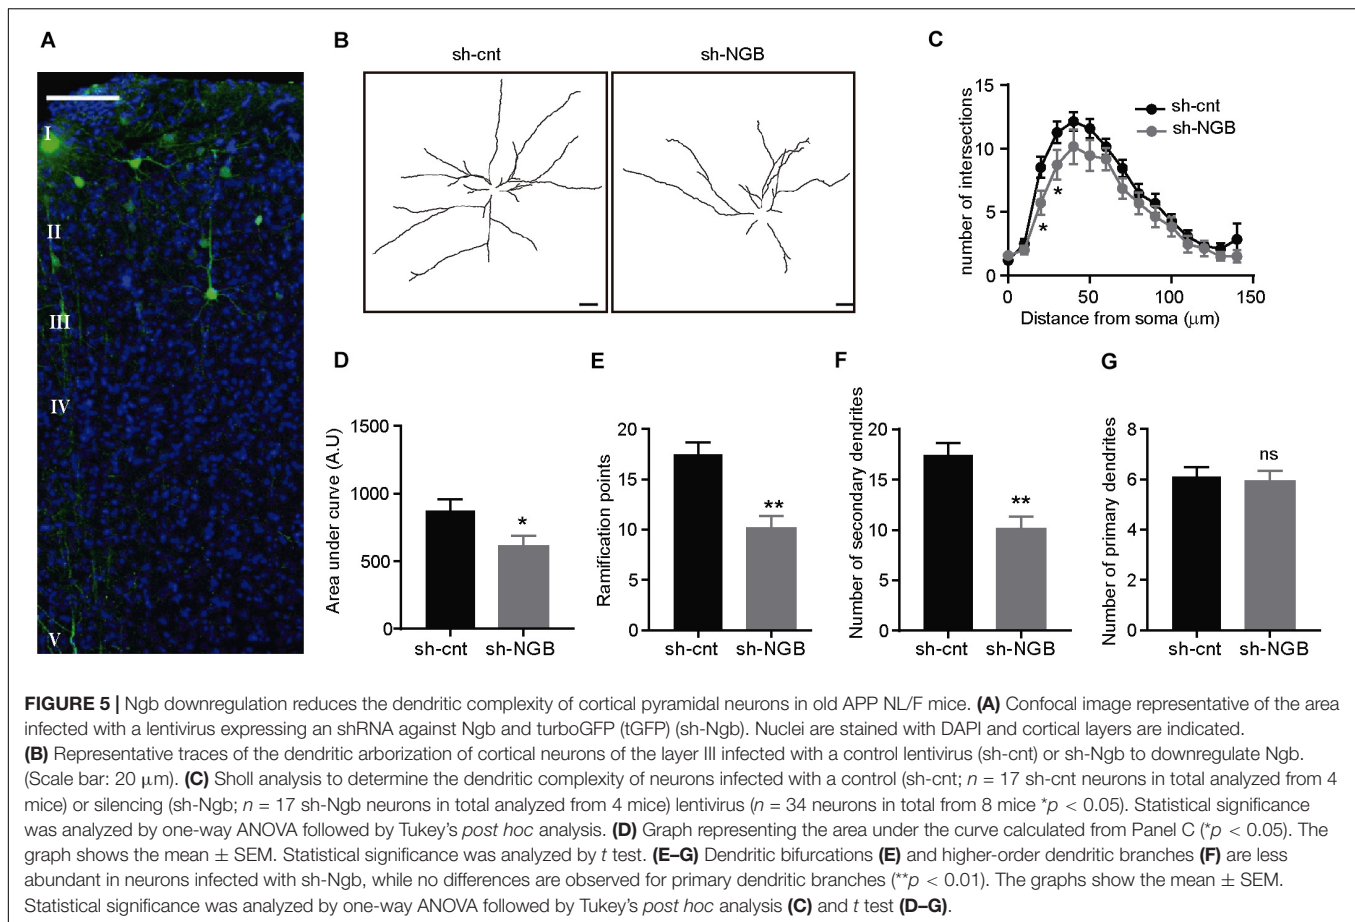 A
I
II
III
IV
V
B
sh-cnt
sh-NGB
C
15
10
5
0
number of intersections
sh-cnt
sh-NGB
*
*
0
50
100
150
Distance from soma (μm)
D
1500
1000
500
0
Area under curve (A.U)
*
sh-cnt
sh-NGB
E
20
15
10
5
0
Ramification points
**
sh-cnt
sh-NGB
F
20
15
10
5
0
Number of secondary dendrites
**
sh-cnt
sh-NGB
G
8
6
4
2
0
Number of primary dendrites
ns
sh-cnt
sh-NGB
FIGURE 5 | Ngb downregulation reduces the dendritic complexity of cortical pyramidal neurons in old APP NL/F mice. (A) Confocal image representative of the area
infected with a lentivirus expressing an shRNA against Ngb and turboGFP (tGFP) (sh-Ngb). Nuclei are stained with DAPI and cortical layers are indicated.
(B) Representative traces of the dendritic arborization of cortical neurons of the layer III infected with a control lentivirus (sh-cnt) or sh-Ngb to downregulate Ngb.
(Scale bar: 20 μm). (C) Sholl analysis to determine the dendritic complexity of neurons infected with a control (sh-cnt; n = 17 sh-cnt neurons in total analyzed from 4
mice) or silencing (sh-Ngb; n = 17 sh-Ngb neurons in total analyzed from 4 mice) lentivirus (n = 34 neurons in total from 8 mice *p < 0.05). Statistical significance
was analyzed by one-way ANOVA followed by Tukey's post hoc analysis. (D) Graph representing the area under the curve calculated from Panel C (*p < 0.05). The
graph shows the mean ± SEM. Statistical significance was analyzed by t test. (E–G) Dendritic bifurcations (E) and higher-order dendritic branches (F) are less
abundant in neurons infected with sh-Ngb, while no differences are observed for primary dendritic branches (**p < 0.01). The graphs show the mean ± SEM.
Statistical significance was analyzed by one-way ANOVA followed by Tukey's post hoc analysis (C) and t test (D–G).